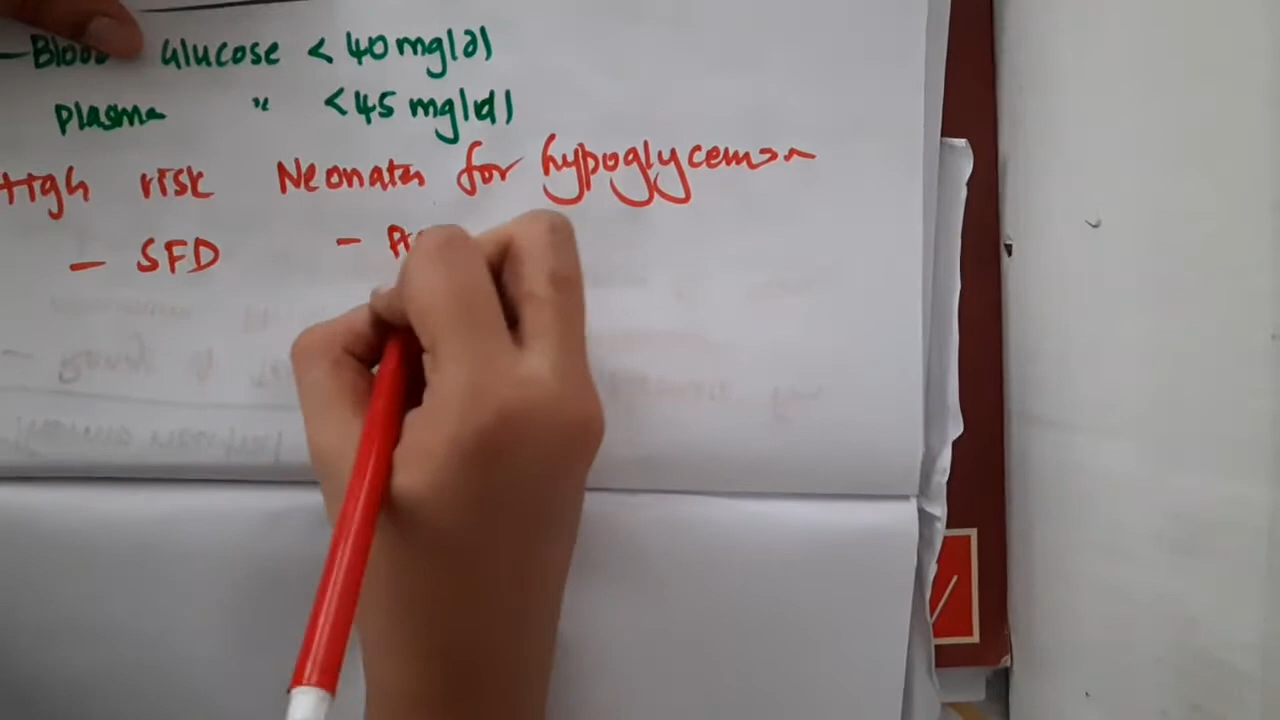 - Blood Glucose < 40 mg/dl
Plasma " < 45 mg/dl
High risk Neonates for hypoglycemia
- SFD -